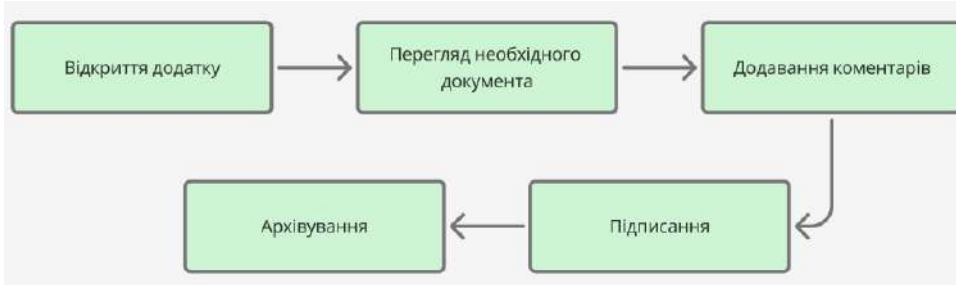 Відкриття додатку
Перегляд необхідного
документа
Додавання коментарів
Підписання
Архівування